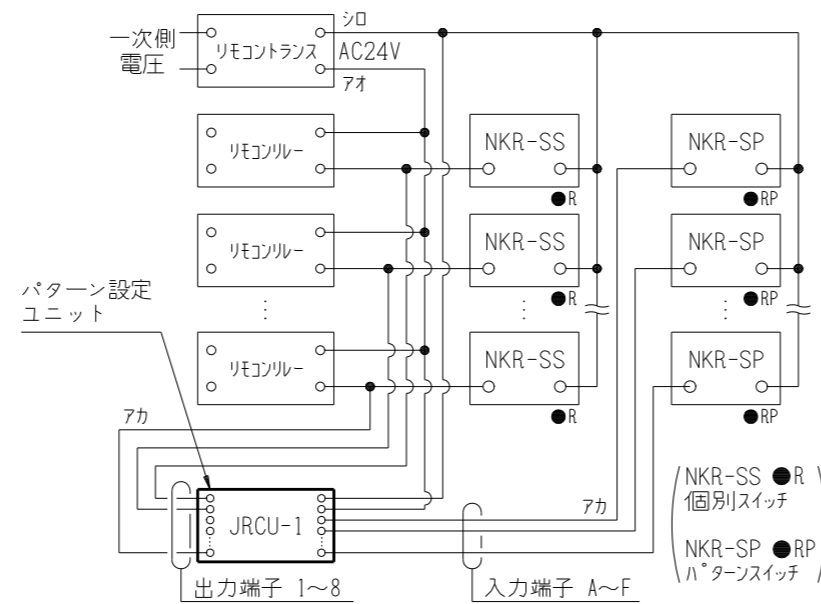 シロ
一次側
電圧
リモコントランス
AC24V
アオ
リモコンリレー
NKR-SS
NKR-SP
●R
●RP
リモコンリレー
NKR-SS
NKR-SP
●R
●RP
パターン設定
ユニット
リモコンリレー
NKR-SS
NKR-SP
●R
●RP
アカ
JRCU-1
アカ
NKR-SS ●R
個別スイッチ
NKR-SP ●RP
パターンスイッチ
出力端子 1~8
入力端子 A~F